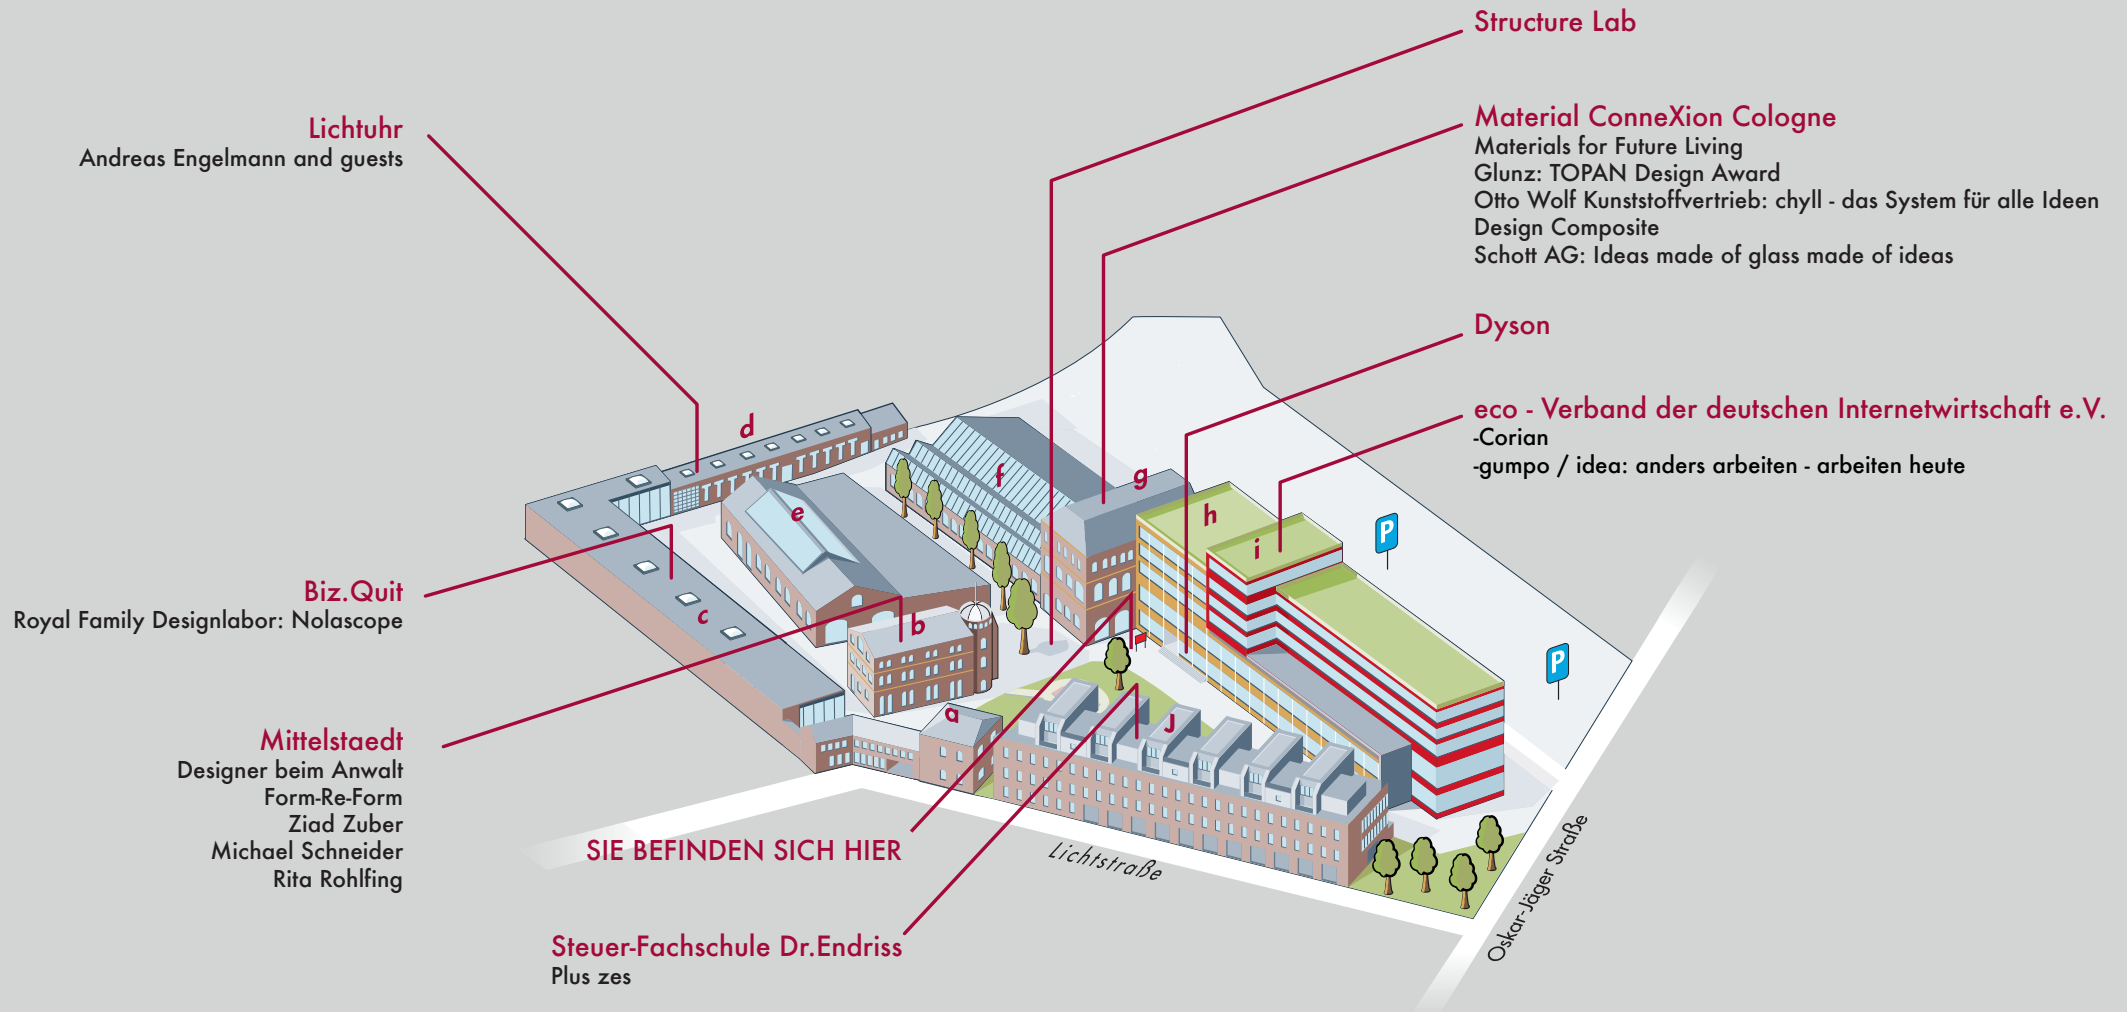 Structure Lab
Lichtuhr
Andreas Engelmann and guests
Material ConneXion Cologne
Materials for Future Living
Glunz: TOPAN Design Award
Otto Wolf Kunststoffvertrieb: chyll - das System für alle Ideen
Design Composite
Schott AG: Ideas made of glass made of ideas
Dyson
eco - Verband der deutschen Internetwirtschaft e.V.
-Corian
-gumpo / idea: anders arbeiten - arbeiten heute
d
f
g
e
h
i
P
Biz.Quit
Royal Family Designlabor: Nolascope
c
b
P
a
J
Mittelstaedt
Designer beim Anwalt
Form-Re-Form
Ziad Zuber
Michael Schneider
Rita Rohlfing
SIE BEFINDEN SICH HIER
Lichtstraße
Oskar-Jäger Straße
Steuer-Fachschule Dr.Endriss
Plus zes